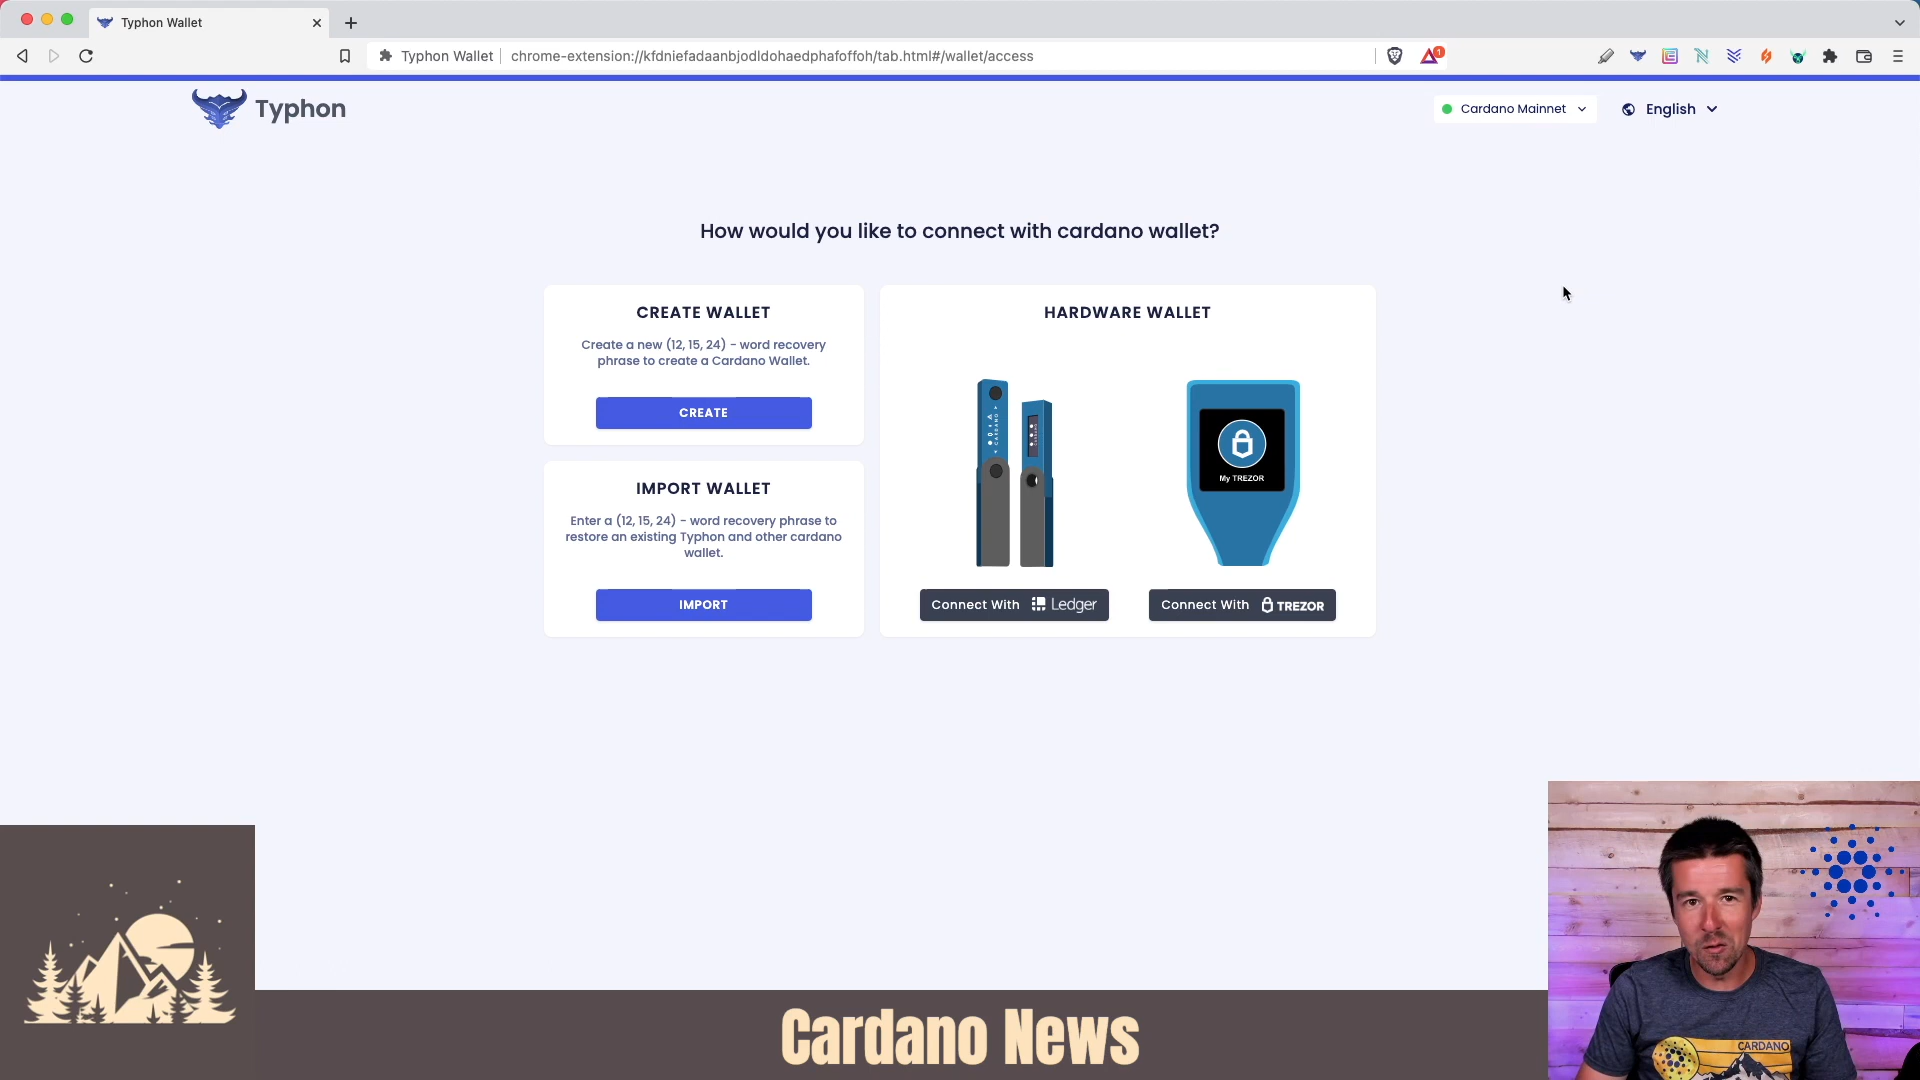 Typhon Wallet
Typhon Wallet
chrome-extension://kfdniefadaanbjodldohaedphafoffoh/tab.html#/wallet/access
1
Typhon
Cardano Mainnet
English
How would you like to connect with cardano wallet?
CREATE WALLET
Create a new (12, 15, 24) - word recovery
phrase to create a Cardano Wallet.
CREATE
IMPORT WALLET
Enter a (12, 15, 24) - word recovery phrase to
restore an existing Typhon and other cardano
wallet.
IMPORT
HARDWARE WALLET
CARDANO
My TREZOR
Connect With Ledger
Connect With TREZOR
Cardano News
CARDANO